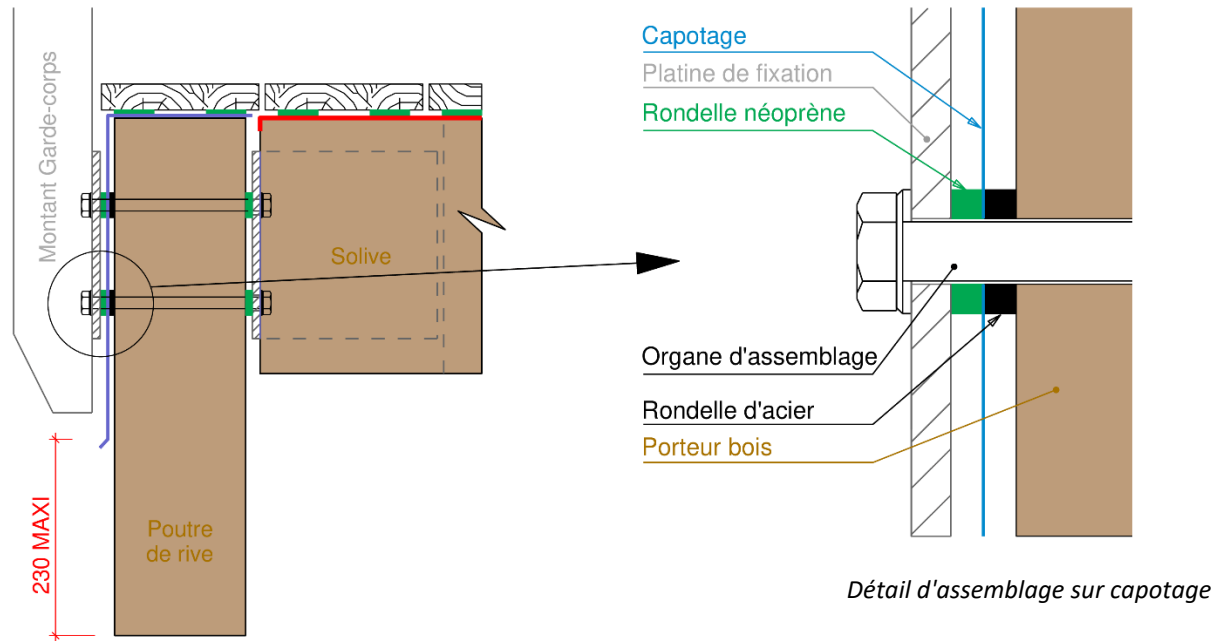 Montant Garde-corps
Solive
230 MAXI
Poutre
de rive
Capotage
Platine de fixation
Rondelle néoprène
Organe d'assemblage
Rondelle d'acier
Porteur bois
Détail d'assemblage sur capotage